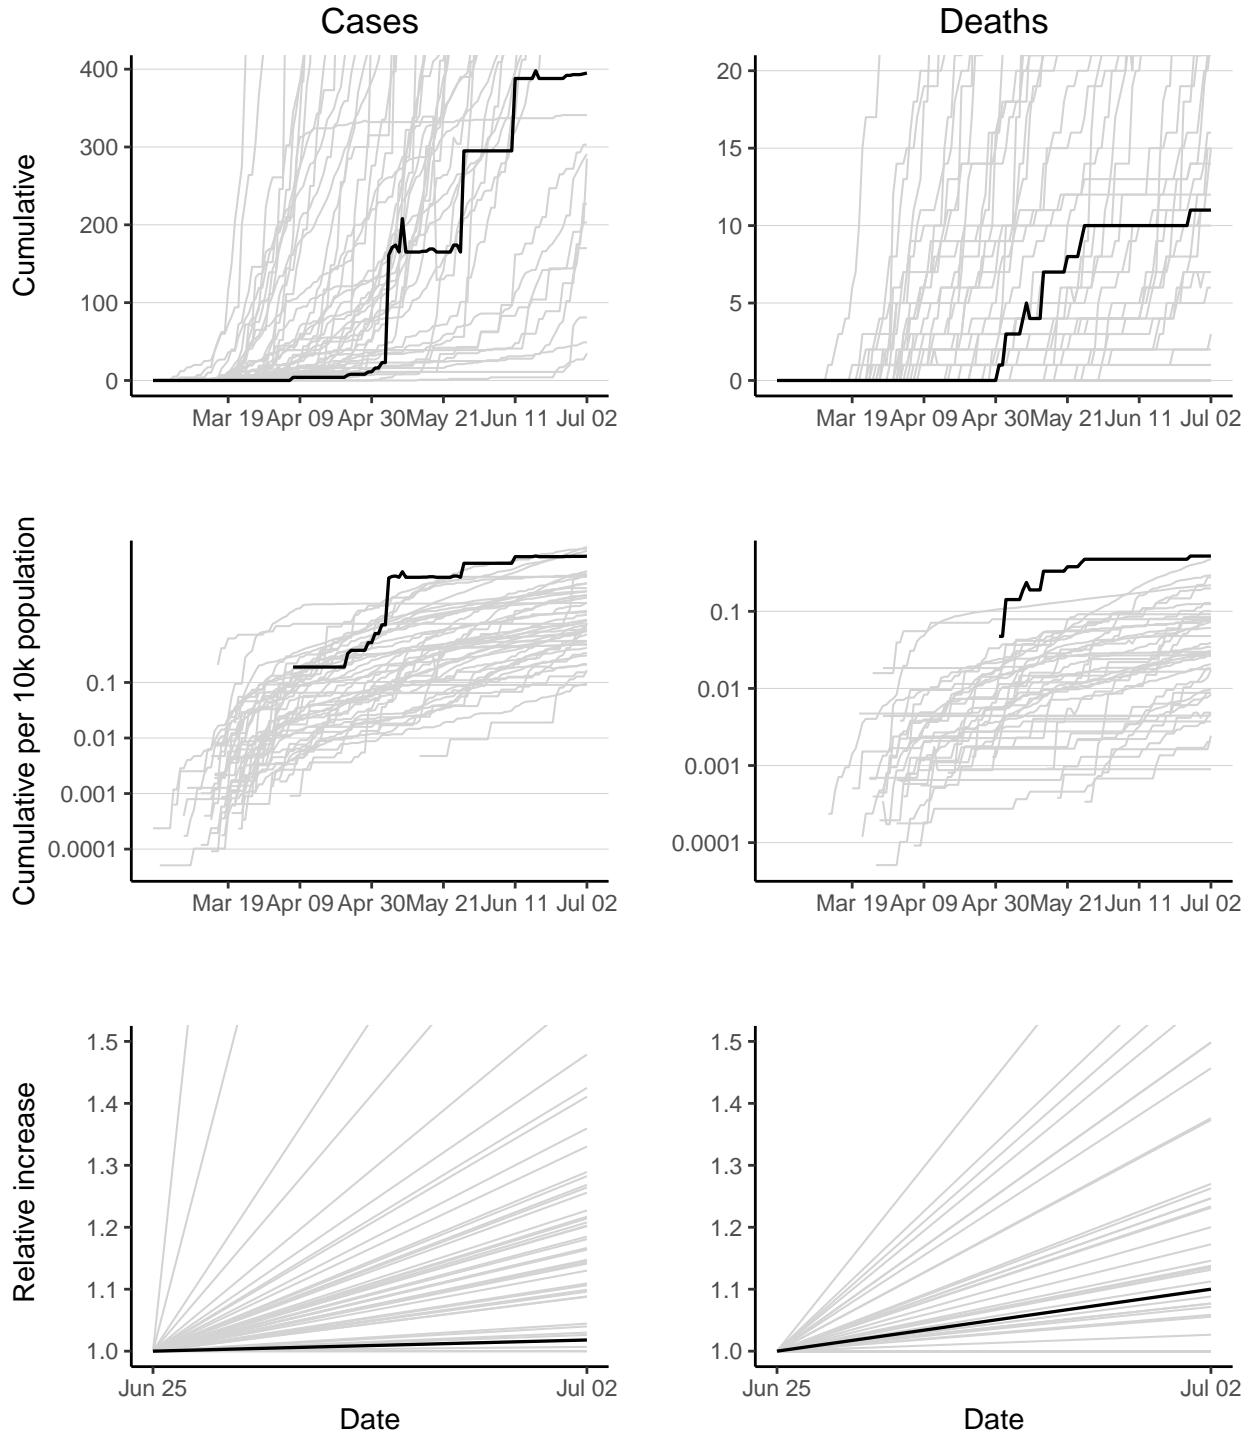 Cases
Deaths
Cumulative
400
300
200
100
0
Mar 19 Apr 09 Apr 30 May 21 Jun 11 Jul 02
20
15
10
5
0
Mar 19 Apr 09 Apr 30 May 21 Jun 11 Jul 02
Cumulative per 10k population
0.1
0.01
0.001
0.0001
Mar 19 Apr 09 Apr 30 May 21 Jun 11 Jul 02
0.1
0.01
0.001
0.0001
Mar 19 Apr 09 Apr 30 May 21 Jun 11 Jul 02
Relative increase
1.5
1.4
1.3
1.2
1.1
1.0
Jun 25 Jul 02
Date
1.5
1.4
1.3
1.2
1.1
1.0
Jun 25 Jul 02
Date